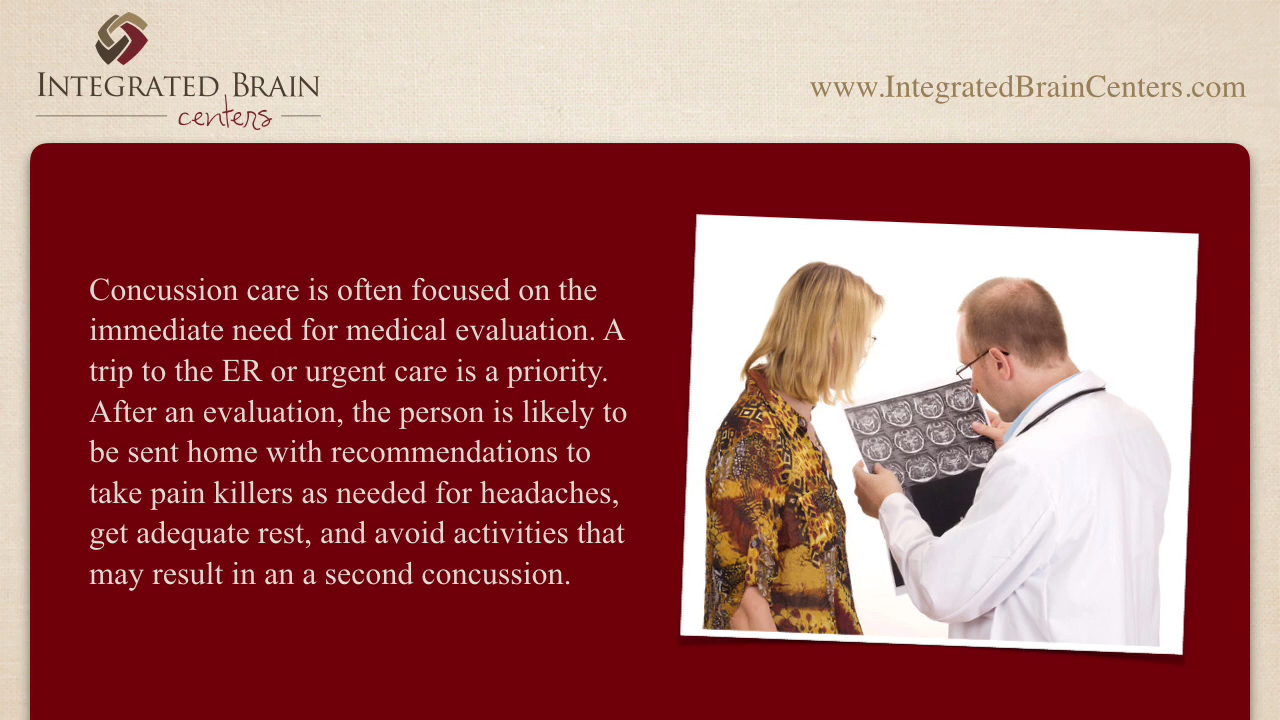 INTEGRATED BRAIN
centers
www.IntegratedBrainCenters.com
Concussion care is often focused on the
immediate need for medical evaluation. A
trip to the ER or urgent care is a priority.
After an evaluation, the person is likely to
be sent home with recommendations to
take pain killers as needed for headaches,
get adequate rest, and avoid activities that
may result in an a second concussion.